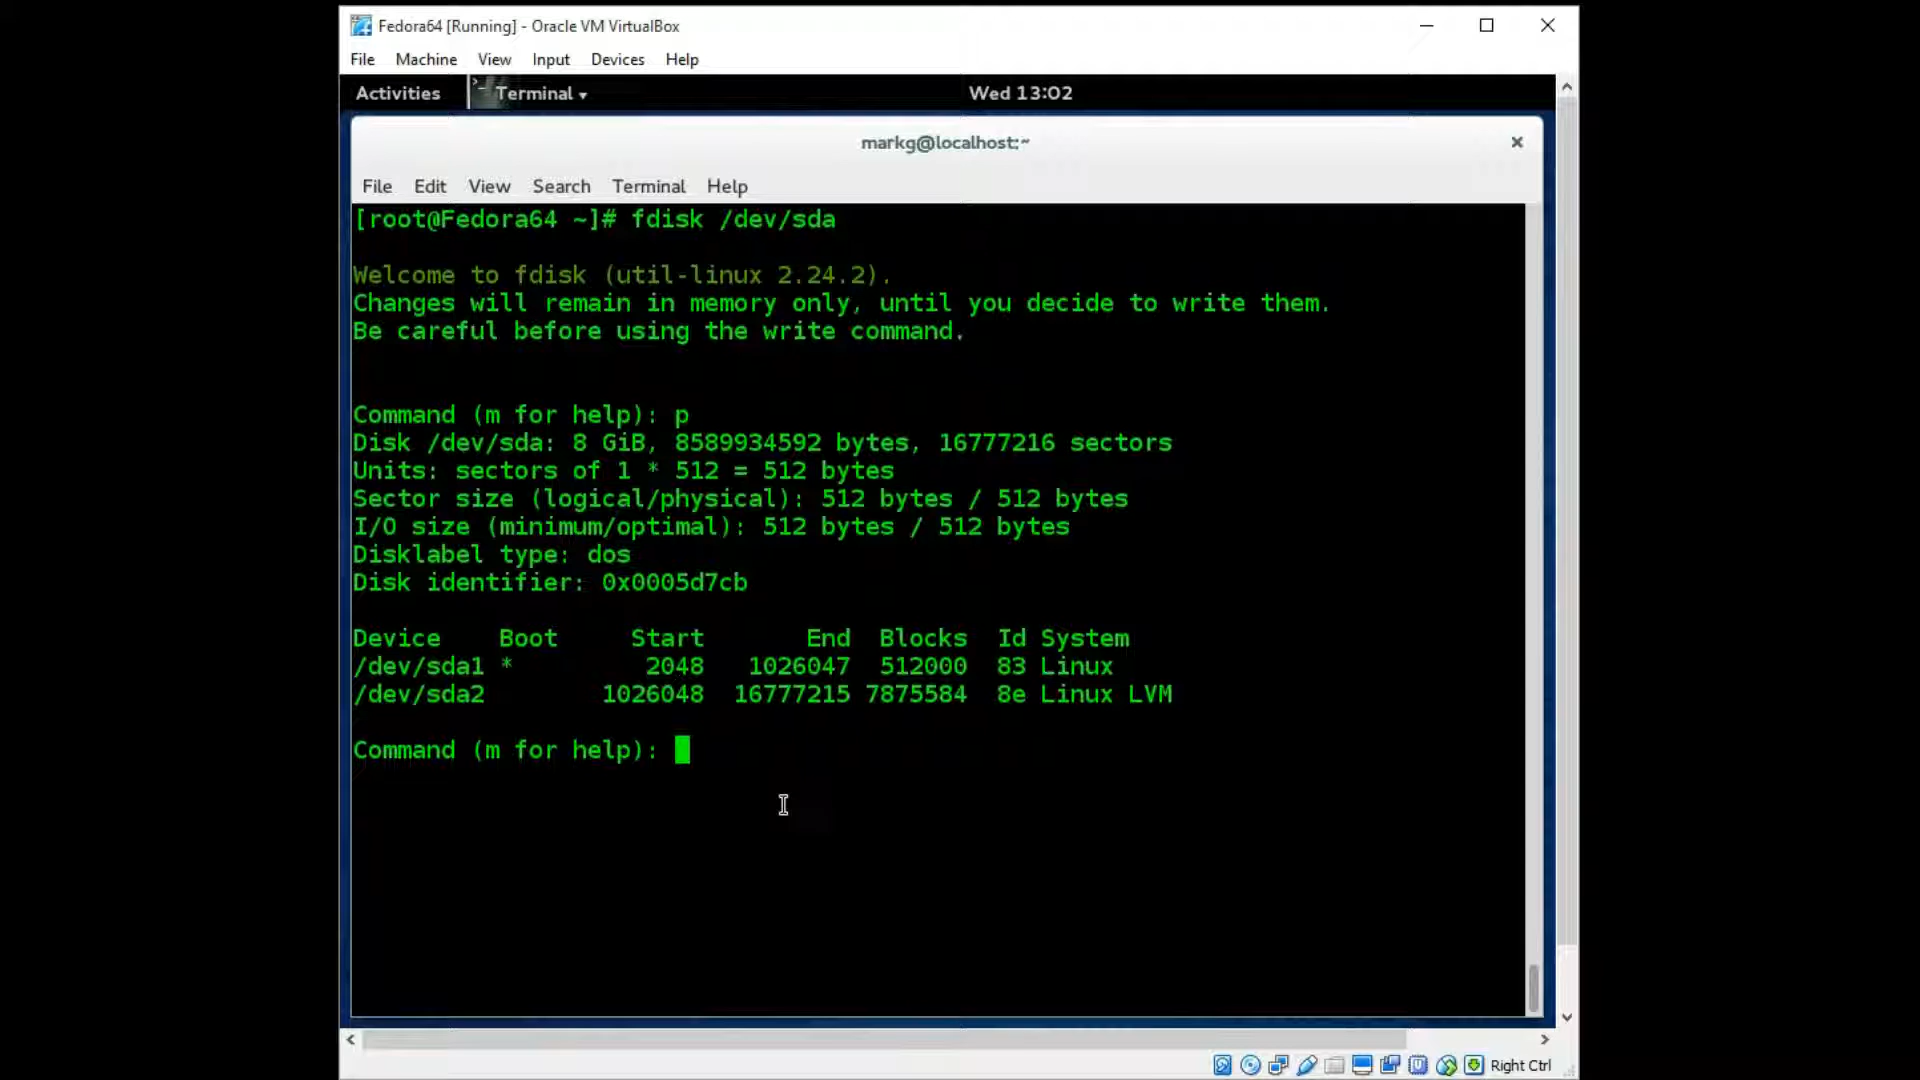 Fedora64 [Running] - Oracle VM VirtualBox
File Machine View Input Devices Help
Activities Terminal Wed 13:02
markg@localhost:~
File Edit View Search Terminal Help
[root@Fedora64 ~]# fdisk /dev/sda
Welcome to fdisk (util-linux 2.24.2).
Changes will remain in memory only, until you decide to write them.
Be careful before using the write command.
Command (m for help): p
Disk /dev/sda: 8 GiB, 8589934592 bytes, 16777216 sectors
Units: sectors of 1 * 512 = 512 bytes
Sector size (logical/physical): 512 bytes / 512 bytes
I/O size (minimum/optimal): 512 bytes / 512 bytes
Disklabel type: dos
Disk identifier: 0x0005d7cb
Device Boot Start End Blocks Id System
/dev/sda1 * 2048 1026047 512000 83 Linux
/dev/sda2 1026048 16777215 7875584 8e Linux LVM
Command (m for help):
Right Ctrl